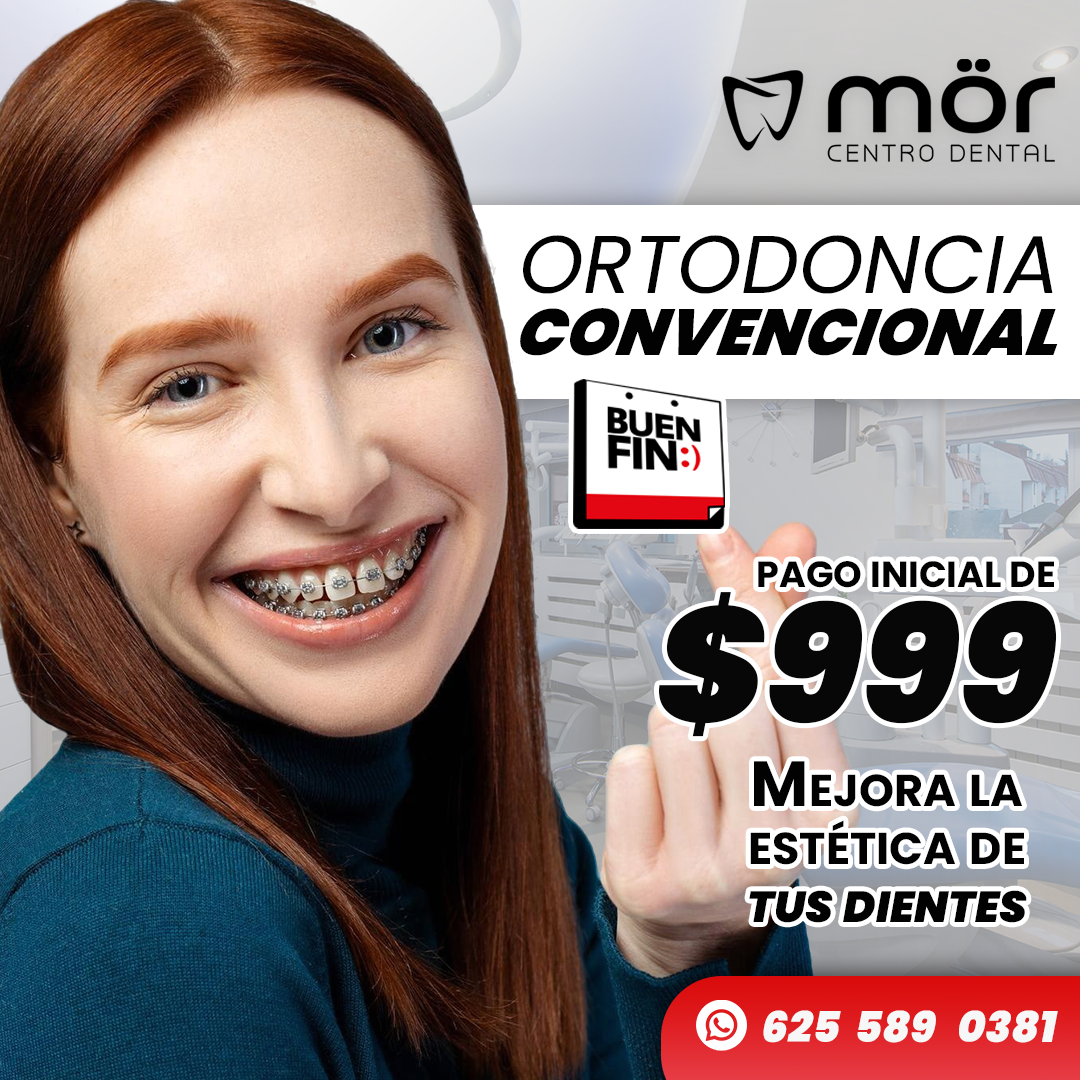 mör
CENTRO DENTAL
ORTODONCIA
CONVENCIONAL
BUEN
FIN:)
PAGO INICIAL DE
$999
MEJORA LA
ESTÉTICA DE
TUS DIENTES
625 589 0381